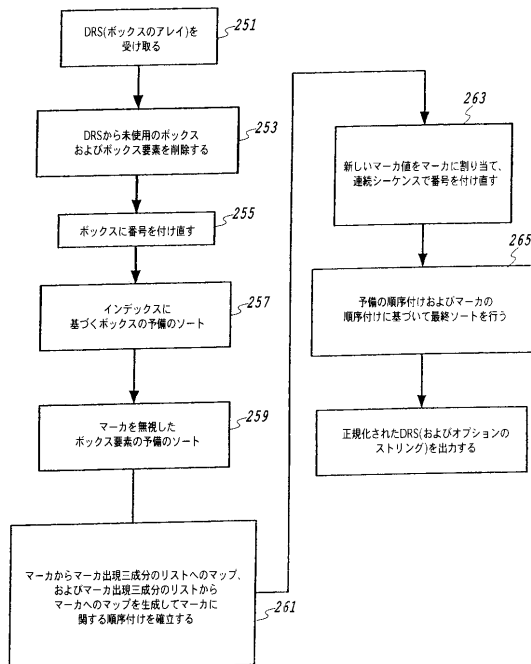 251
DRS(ボックスのアレイ)を
受け取る
253
DRSから未使用のボックス
およびボックス要素を削除する
255
ボックスに番号を付け直す
257
インデックスに
基づくボックスの予備のソート
259
マーカを無視した
ボックス要素の予備のソート
マーカからマーカ出現三成分のリストへのマップ、
およびマーカ出現三成分のリストから
マーカへのマップを生成してマーカに
関する順序付けを確立する
261
263
新しいマーカ値をマーカに割り当て、
連続シーケンスで番号を付け直す
265
予備の順序付けおよびマーカの
順序付けに基づいて最終ソートを行う
正規化されたDRS(およびオプションの
ストリング)を出力する